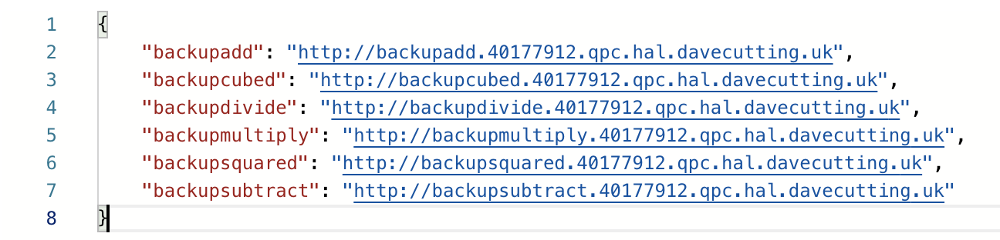 1 {
2 "backupadd": "http://backupadd.40177912.qpc.hal.davecutting.uk",
3 "backupcubed": "http://backupcubed.40177912.qpc.hal.davecutting.uk",
4 "backupdivide": "http://backupdivide.40177912.qpc.hal.davecutting.uk",
5 "backupmultiply": "http://backupmultiply.40177912.qpc.hal.davecutting.uk",
6 "backupsquared": "http://backupsquared.40177912.qpc.hal.davecutting.uk",
7 "backupsubtract": "http://backupsubtract.40177912.qpc.hal.davecutting.uk"
8 }